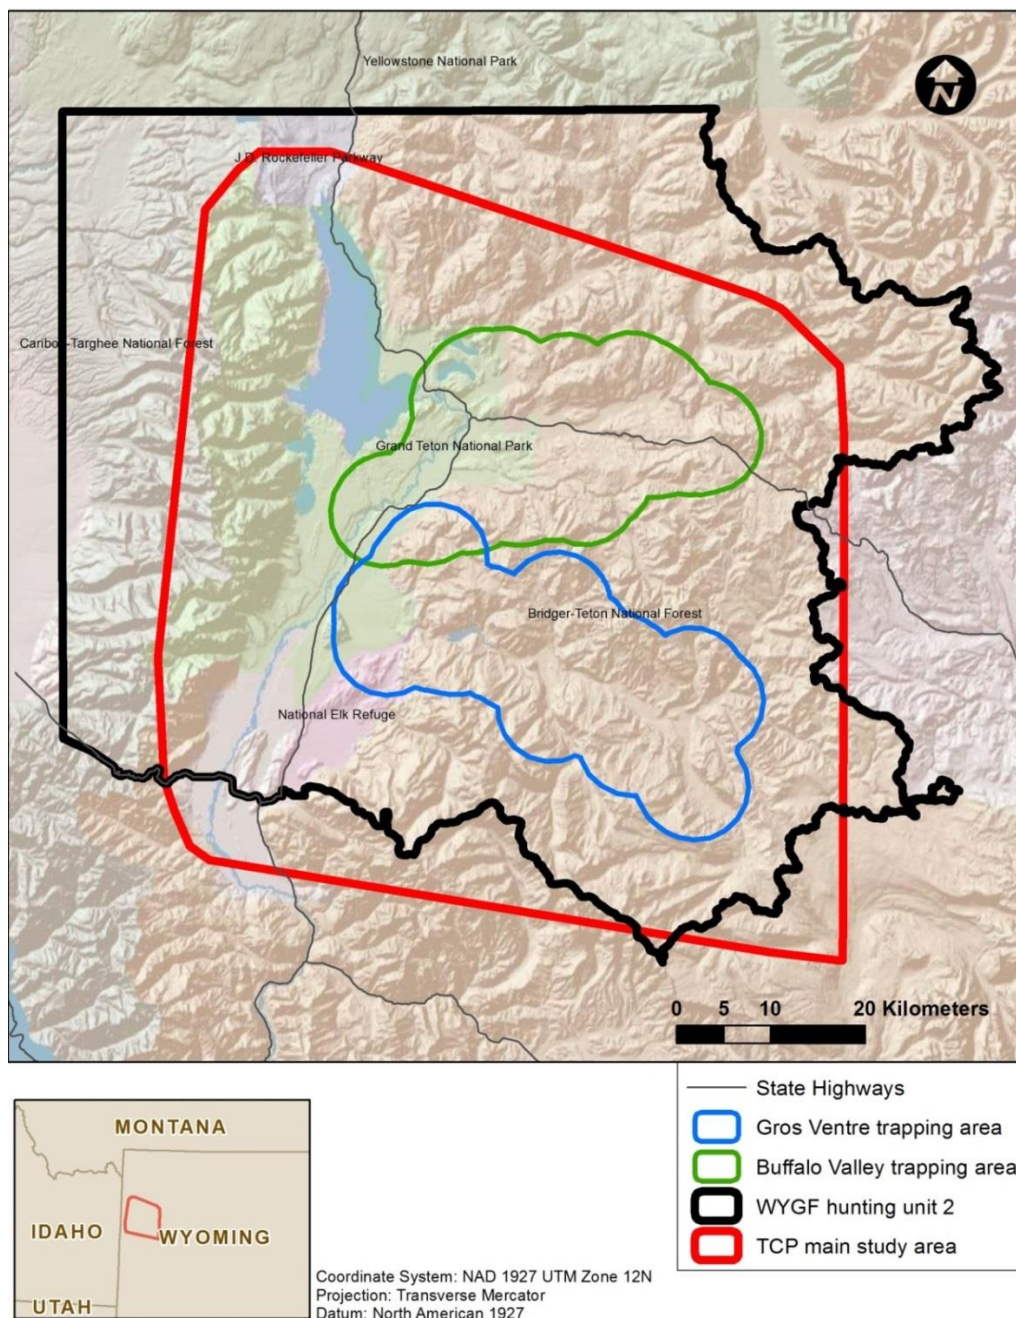 Yellowstone National Park
N
J.D. Rockefeller Parkway
Caribou-Targhee National Forest
Grand Teton National Park
Bridger-Teton National Forest
National Elk Refuge
0 5 10 20 Kilometers
State Highways
Gros Ventre trapping area
Buffalo Valley trapping area
WYGF hunting unit 2
TCP main study area
MONTANA
IDAHO
WYOMING
UTAH
Coordinate System: NAD 1927 UTM Zone 12N
Projection: Transverse Mercator
Datum: North American 1927